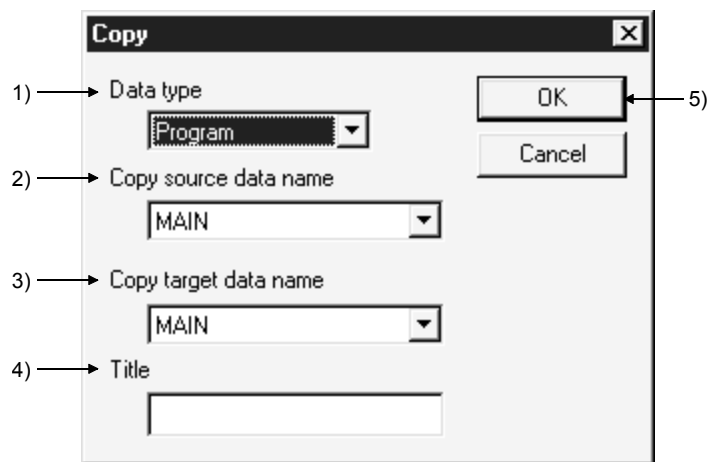 Copy
1) Data type
OK 5)
Program
Cancel
2) Copy source data name
MAIN
3) Copy target data name
MAIN
4) Title